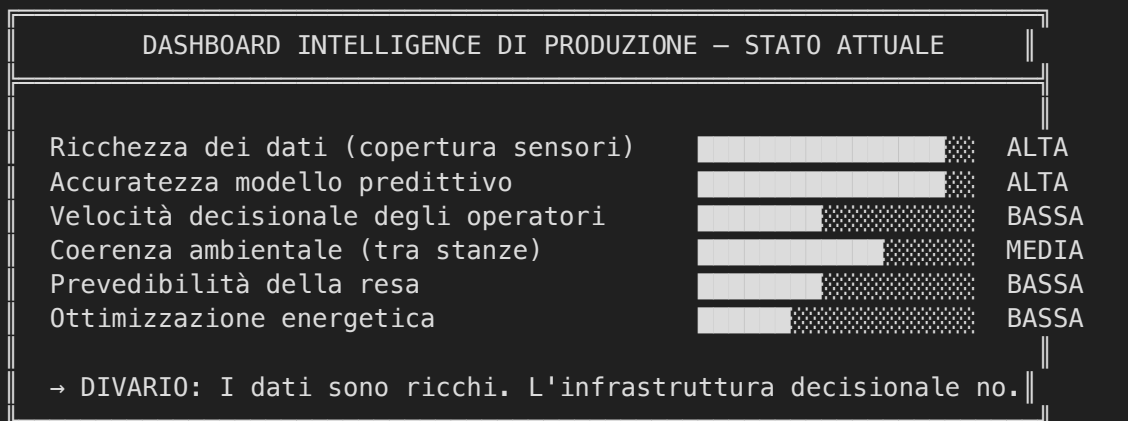 DASHBOARD INTELLIGENCE DI PRODUZIONE — STATO ATTUALE
Ricchezza dei dati (copertura sensori) ALTA
Accuratezza modello predittivo ALTA
Velocità decisionale degli operatori BASSA
Coerenza ambientale (tra stanze) MEDIA
Prevedibilità della resa BASSA
Ottimizzazione energetica BASSA
→ DIVARIO: I dati sono ricchi. L'infrastruttura decisionale no.